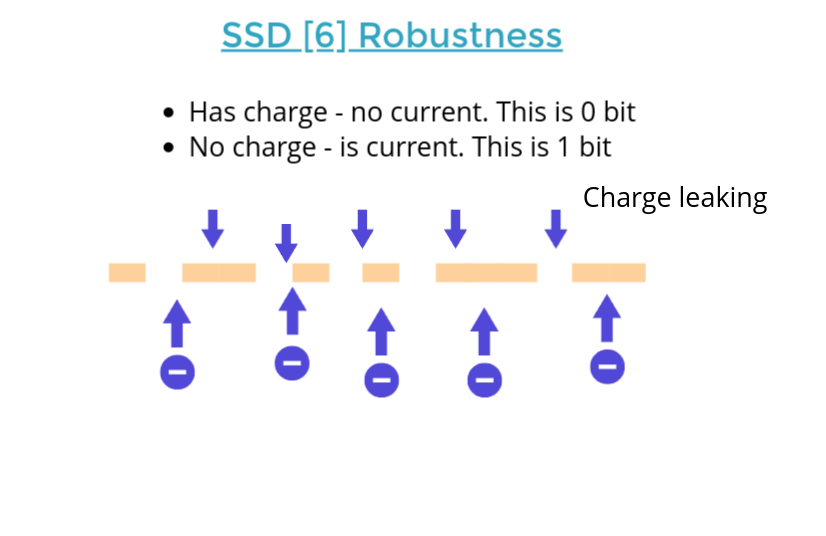 SSD [6] Robustness
Has charge - no current. This is 0 bit
No charge - is current. This is 1 bit
Charge leaking